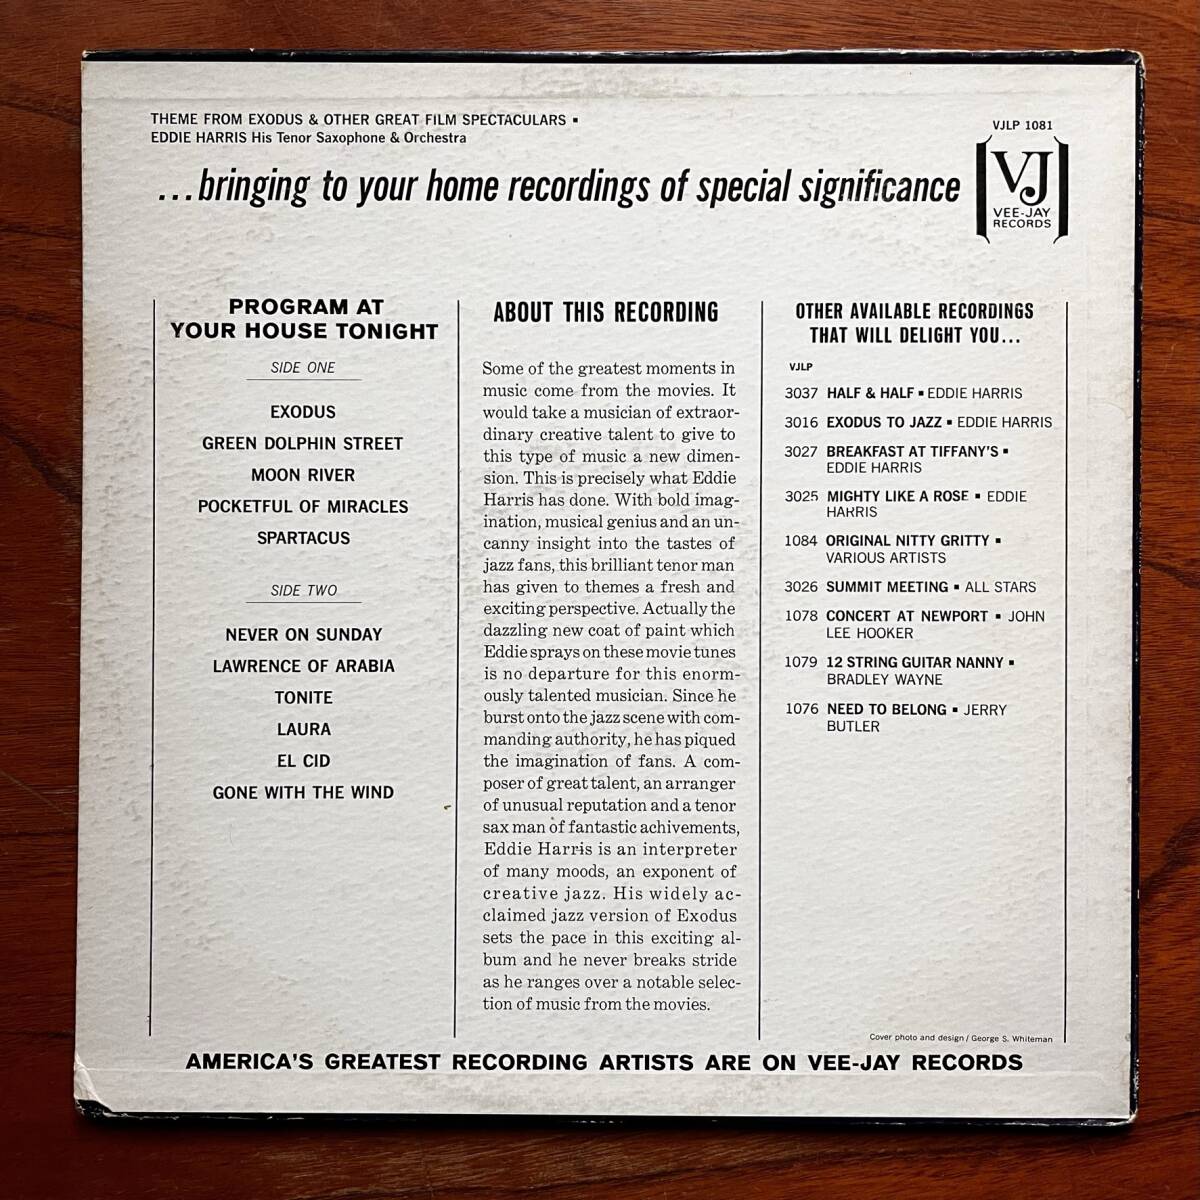 THEME FROM EXODUS & OTHER GREAT FILM SPECTACULARS ▪
EDDIE HARRIS His Tenor Saxophone & Orchestra
...bringing to your home recordings of special significance
VJLP 1081
VJ
VEE-JAY
RECORDS
PROGRAM AT
YOUR HOUSE TONIGHT
SIDE ONE
EXODUS
GREEN DOLPHIN STREET
MOON RIVER
POCKETFUL OF MIRACLES
SPARTACUS
SIDE TWO
NEVER ON SUNDAY
LAWRENCE OF ARABIA
TONITE
LAURA
EL CID
GONE WITH THE WIND
ABOUT THIS RECORDING
Some of the greatest moments in
music come from the movies. It
would take a musician of extraor-
dinary creative talent to give to
this type of music a new dimen-
sion. This is precisely what Eddie
Harris has done. With bold imag-
ination, musical genius and an un-
canny insight into the tastes of
jazz fans, this brilliant tenor man
has given to themes a fresh and
exciting perspective. Actually the
dazzling new coat of paint which
Eddie sprays on these movie tunes
is no departure for this enorm-
ously talented musician. Since he
burst onto the jazz scene with com-
manding authority, he has piqued
the imagination of fans. A com-
poser of great talent, an arranger
of unusual reputation and a tenor
sax man of fantastic achivements,
Eddie Harris is an interpreter
of many moods, an exponent of
creative jazz. His widely ac-
claimed jazz version of Exodus
sets the pace in this exciting al-
bum and he never breaks stride
as he ranges over a notable selec-
tion of music from the movies.
OTHER AVAILABLE RECORDINGS
THAT WILL DELIGHT YOU...
VJLP
3037 HALF & HALF ▪ EDDIE HARRIS
3016 EXODUS TO JAZZ ▪ EDDIE HARRIS
3027 BREAKFAST AT TIFFANY'S ▪
EDDIE HARRIS
3025 MIGHTY LIKE A ROSE ▪ EDDIE
HARRIS
1084 ORIGINAL NITTY GRITTY ▪
VARIOUS ARTISTS
3026 SUMMIT MEETING ▪ ALL STARS
1078 CONCERT AT NEWPORT ▪ JOHN
LEE HOOKER
1079 12 STRING GUITAR NANNY ▪
BRADLEY WAYNE
1076 NEED TO BELONG ▪ JERRY
BUTLER
Cover photo and design / George S. Whiteman
AMERICA'S GREATEST RECORDING ARTISTS ARE ON VEE-JAY RECORDS